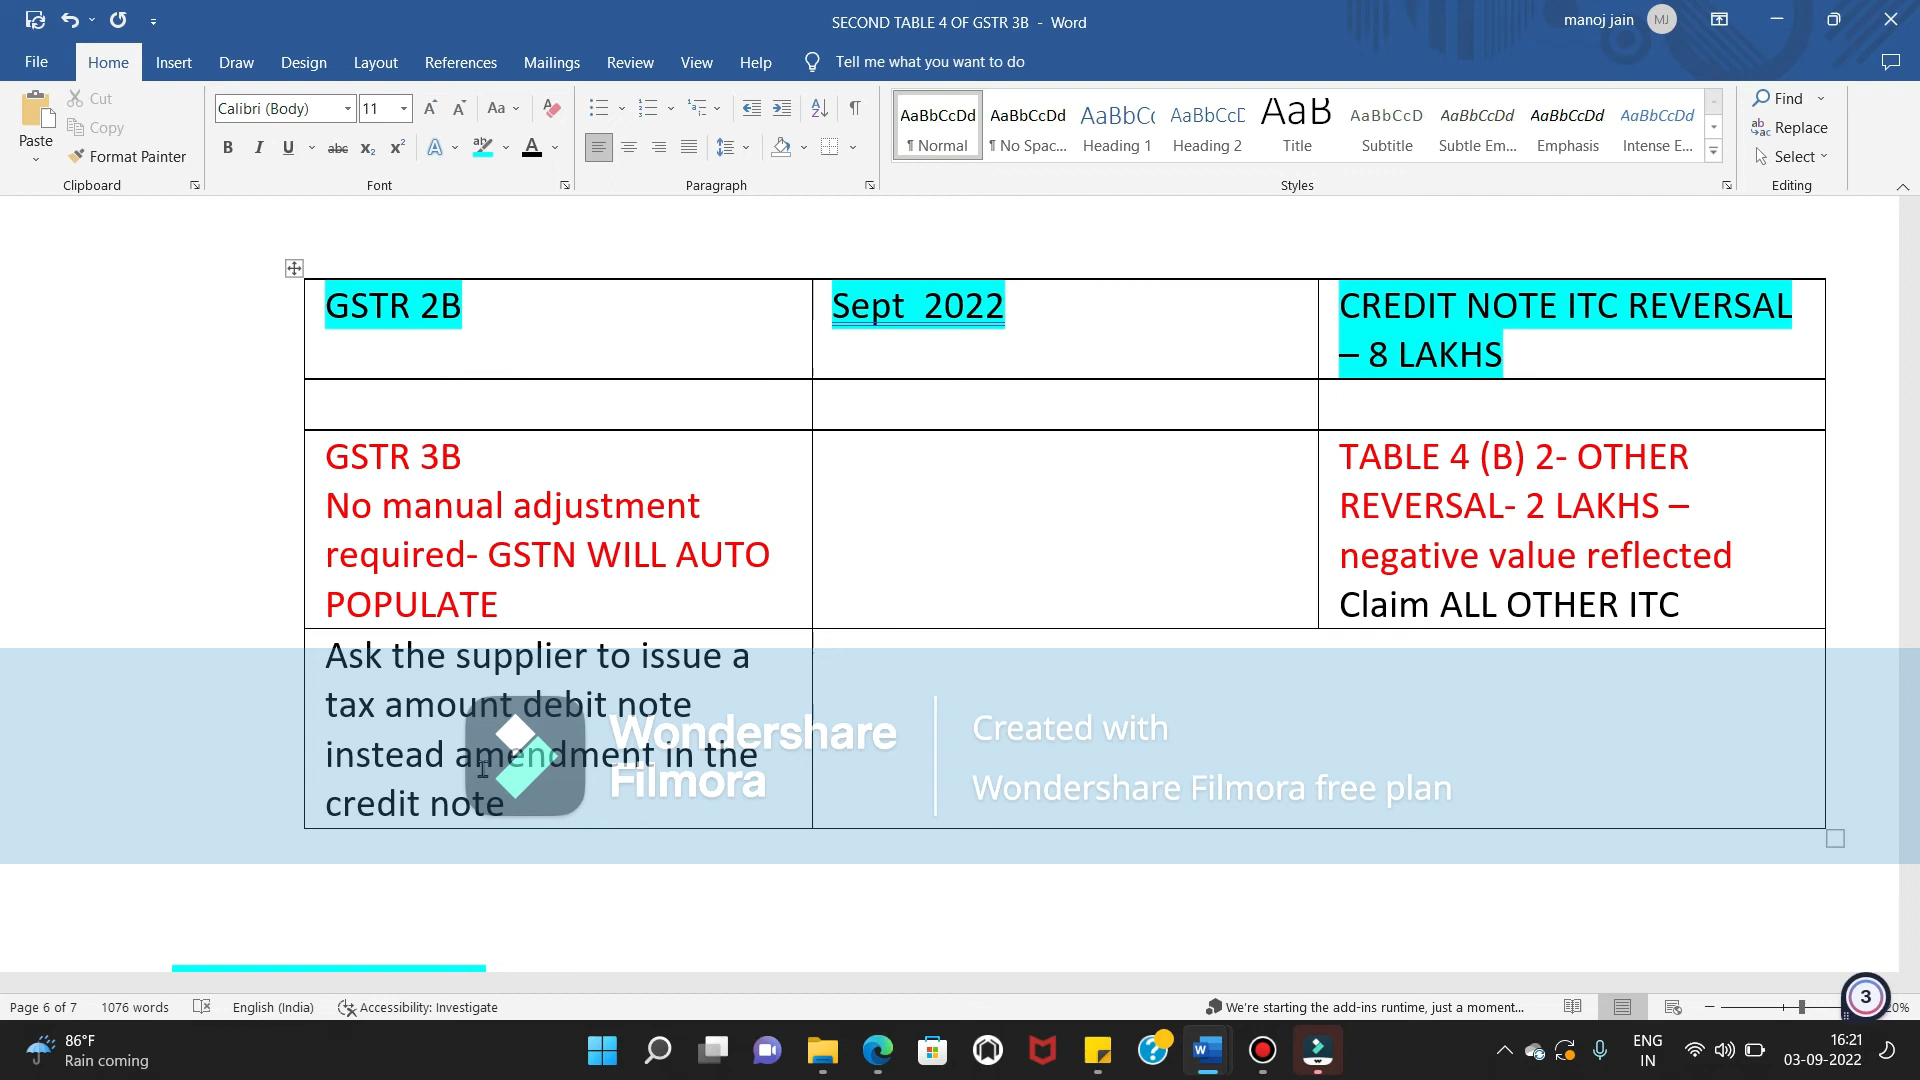 SECOND TABLE 4 OF GSTR 3B - Word
manoj jain
MJ
File
Home
Insert
Draw
Design
Layout
References
Mailings
Review
View
Help
Tell me what you want to do
Paste
Cut
Copy
Format Painter
Clipboard
Calibri (Body)
11
Font
Paragraph
AaBbCcDd
¶ Normal
AaBbCcDd
¶ No Spac...
AaBbCc
Heading 1
AaBbCcC
Heading 2
AaB
Title
AaBbCcD
Subtitle
AaBbCcDd
Subtle Em...
AaBbCcDd
Emphasis
AaBbCcDd
Intense E...
Styles
Find
Replace
Select
Editing
GSTR 2B
Sept 2022
CREDIT NOTE ITC REVERSAL
– 8 LAKHS
GSTR 3B
No manual adjustment
required- GSTN WILL AUTO
POPULATE
TABLE 4 (B) 2- OTHER
REVERSAL- 2 LAKHS –
negative value reflected
Claim ALL OTHER ITC
Ask the supplier to issue a
tax amount debit note
instead amendment in the
credit note
Wondershare
Filmora
Created with
Wondershare Filmora free plan
Page 6 of 7
1076 words
English (India)
Accessibility: Investigate
We're starting the add-ins runtime, just a moment...
3
86°F
Rain coming
ENG
IN
16:21
03-09-2022